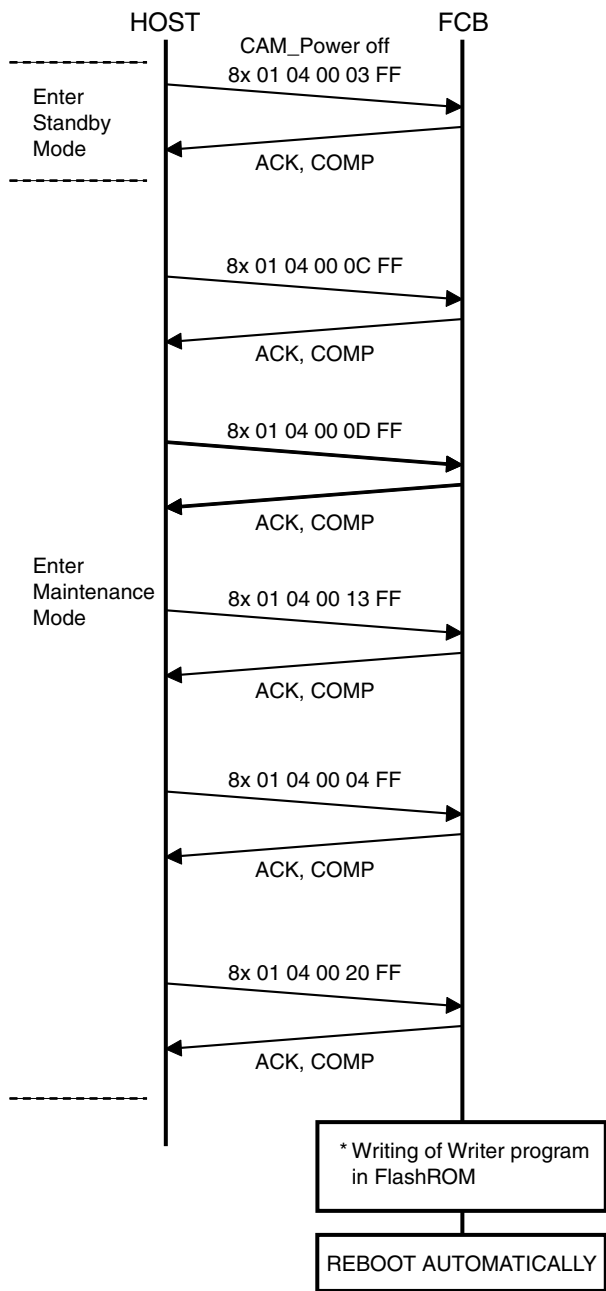 HOST
FCB
CAM_Power off
8x 01 04 00 03 FF
Enter
Standby
Mode
ACK, COMP
8x 01 04 00 0C FF
ACK, COMP
8x 01 04 00 0D FF
ACK, COMP
Enter
Maintenance
Mode
8x 01 04 00 13 FF
ACK, COMP
8x 01 04 00 04 FF
ACK, COMP
8x 01 04 00 20 FF
ACK, COMP
* Writing of Writer program
in FlashROM
REBOOT AUTOMATICALLY